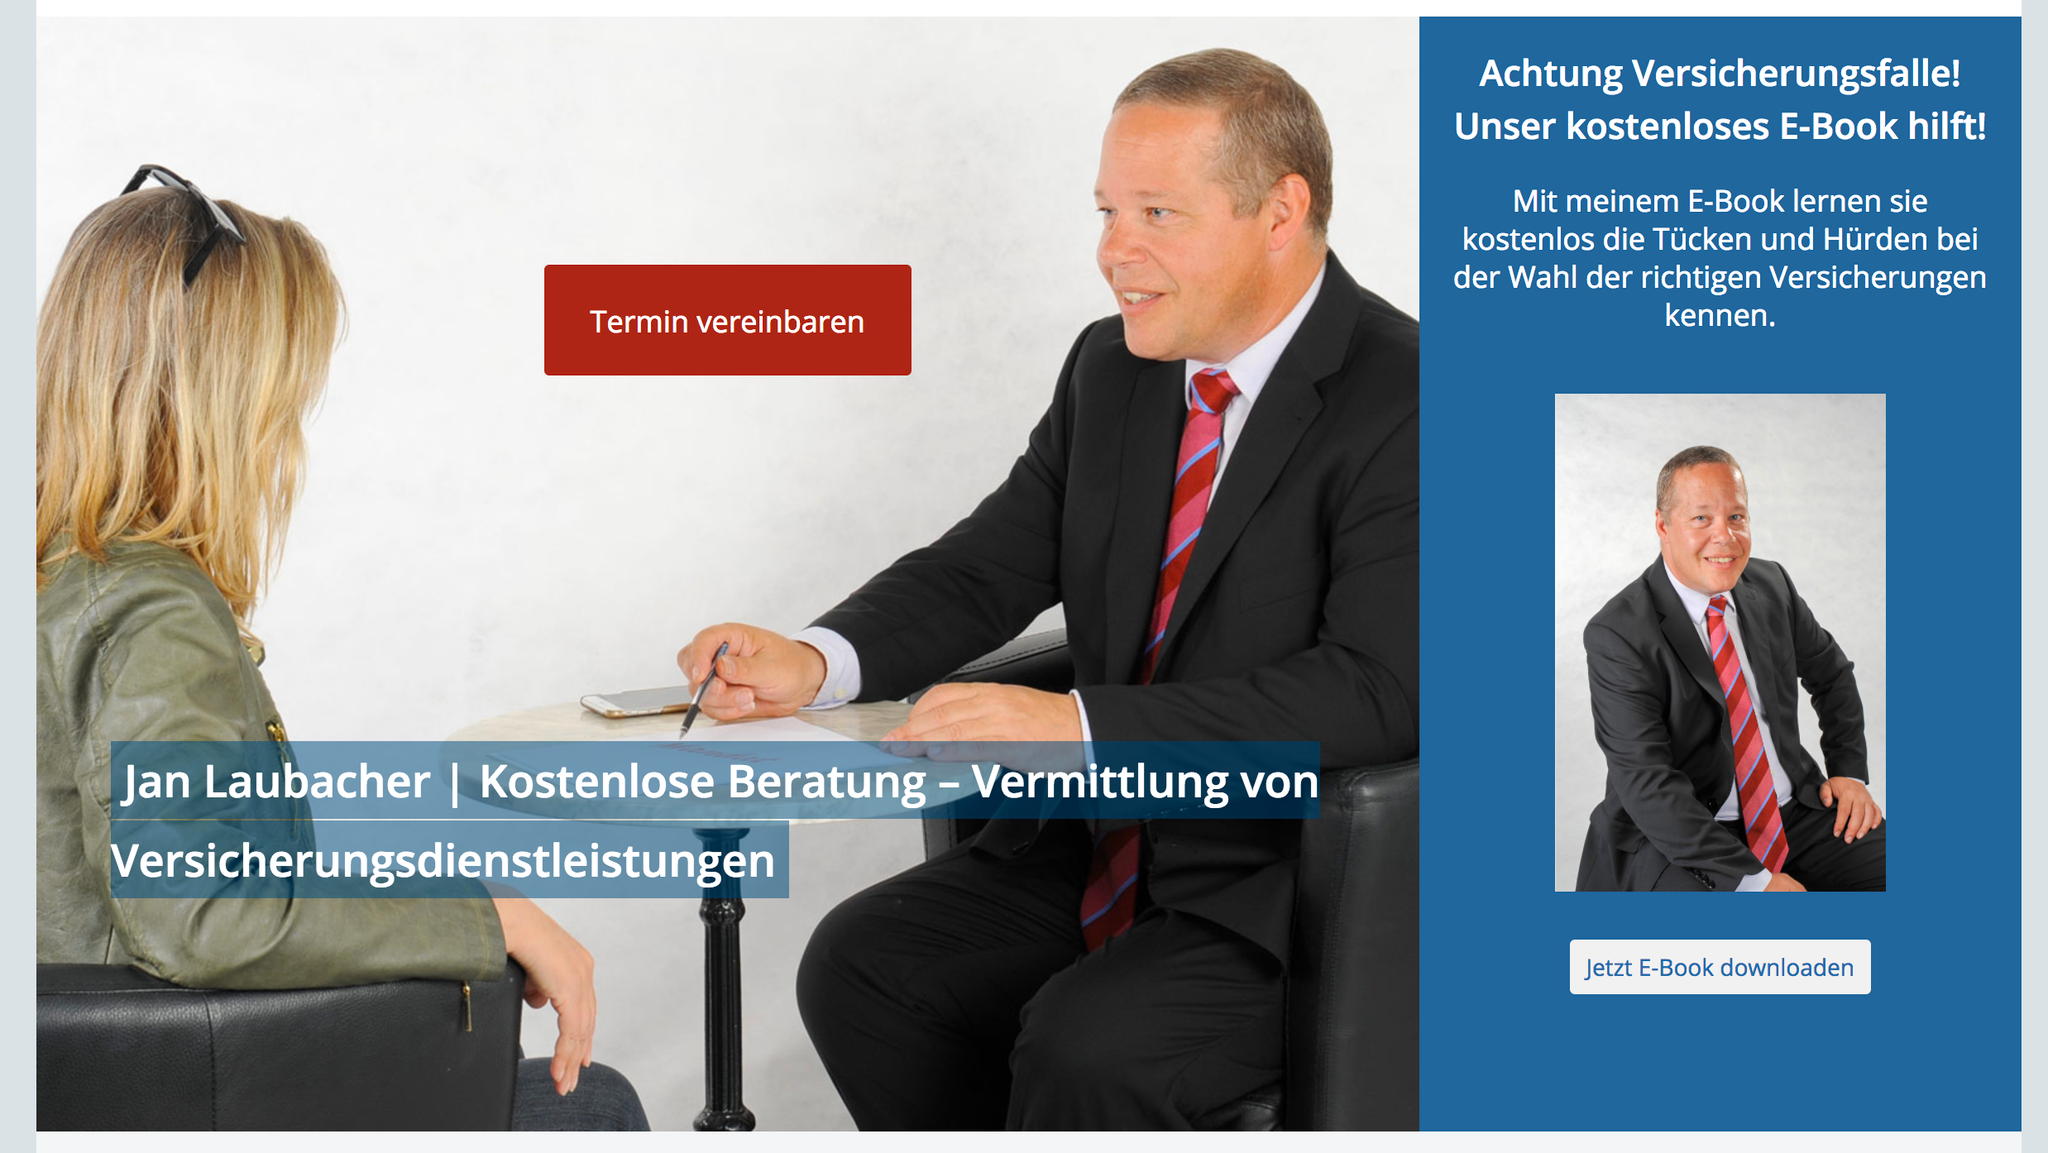 Termin vereinbaren
Jan Laubacher | Kostenlose Beratung – Vermittlung von
Versicherungsdienstleistungen
Achtung Versicherungsfalle!
Unser kostenloses E-Book hilft!
Mit meinem E-Book lernen sie
kostenlos die Tücken und Hürden bei
der Wahl der richtigen Versicherungen
kennen.
Jetzt E-Book downloaden